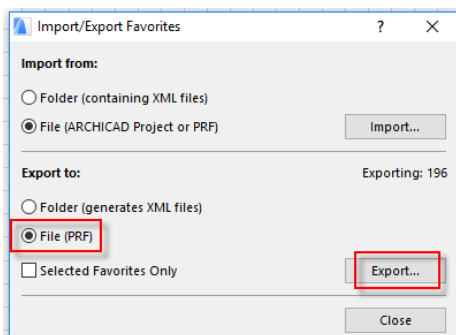 Import/Export Favorites ? ×
Import from:
Folder (containing XML files)
File (ARCHICAD Project or PRF) Import...
Export to: Exporting: 196
Folder (generates XML files)
File (PRF)
Selected Favorites Only Export...
Close